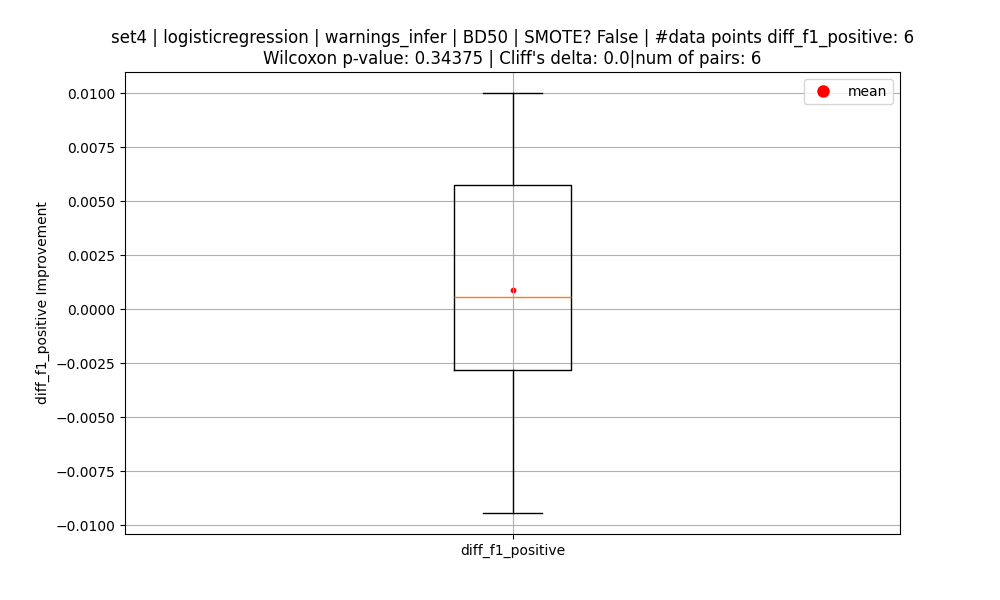 set4 | logisticregression | warnings_infer | BD50 | SMOTE? False | #data points diff_f1_positive: 6
Wilcoxon p-value: 0.34375 | Cliff's delta: 0.0|num of pairs: 6
mean
0.0100
0.0075
0.0050
0.0025
0.0000
−0.0025
−0.0050
−0.0075
−0.0100
diff_f1_positive Improvement
diff_f1_positive